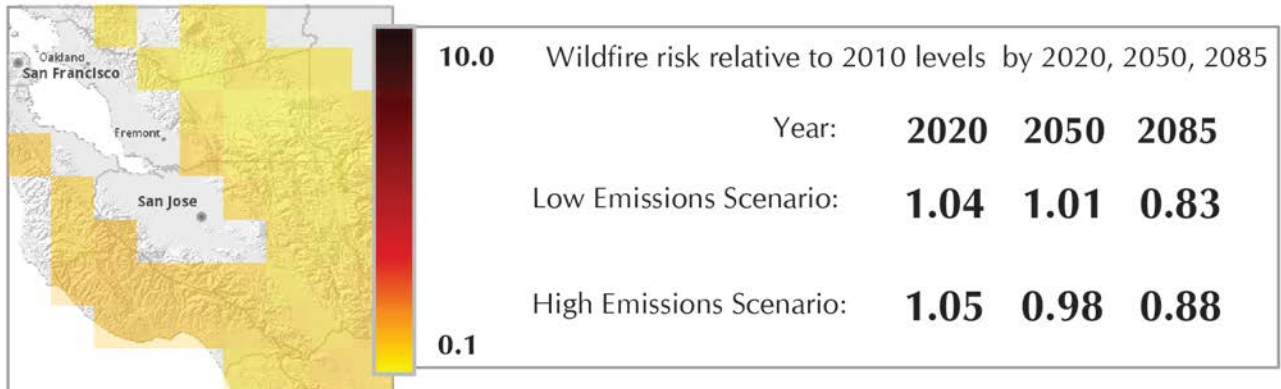 Oakland
San Francisco
Fremont
San Jose
10.0
0.1
Wildfire risk relative to 2010 levels by 2020, 2050, 2085
Year: 2020 2050 2085
Low Emissions Scenario: 1.04 1.01 0.83
High Emissions Scenario: 1.05 0.98 0.88